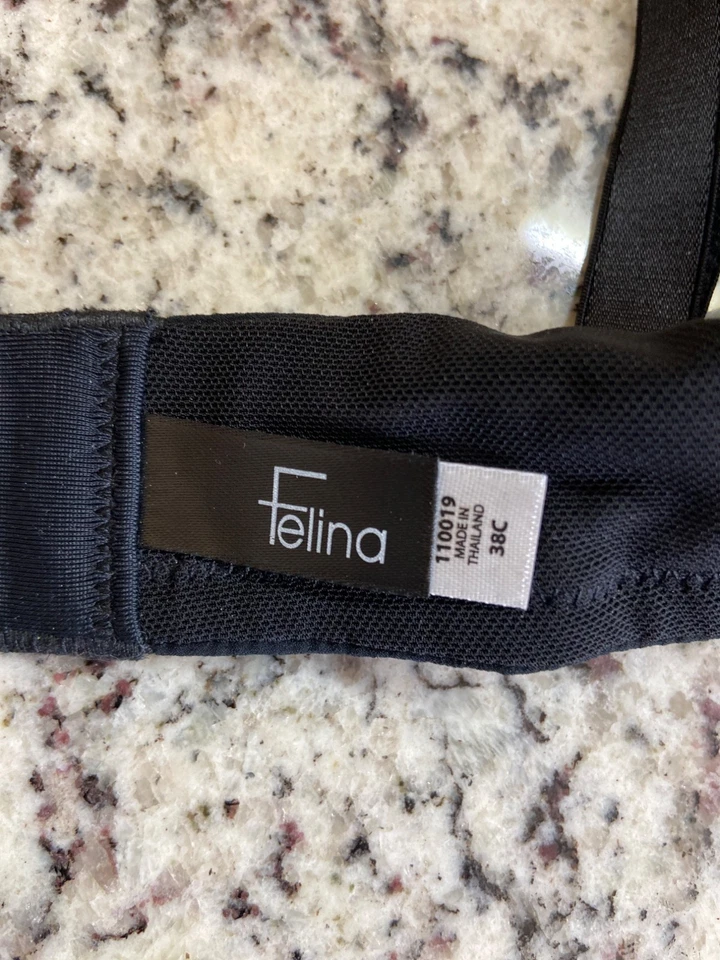 Felina
110019
MADE IN
THAILAND
38C